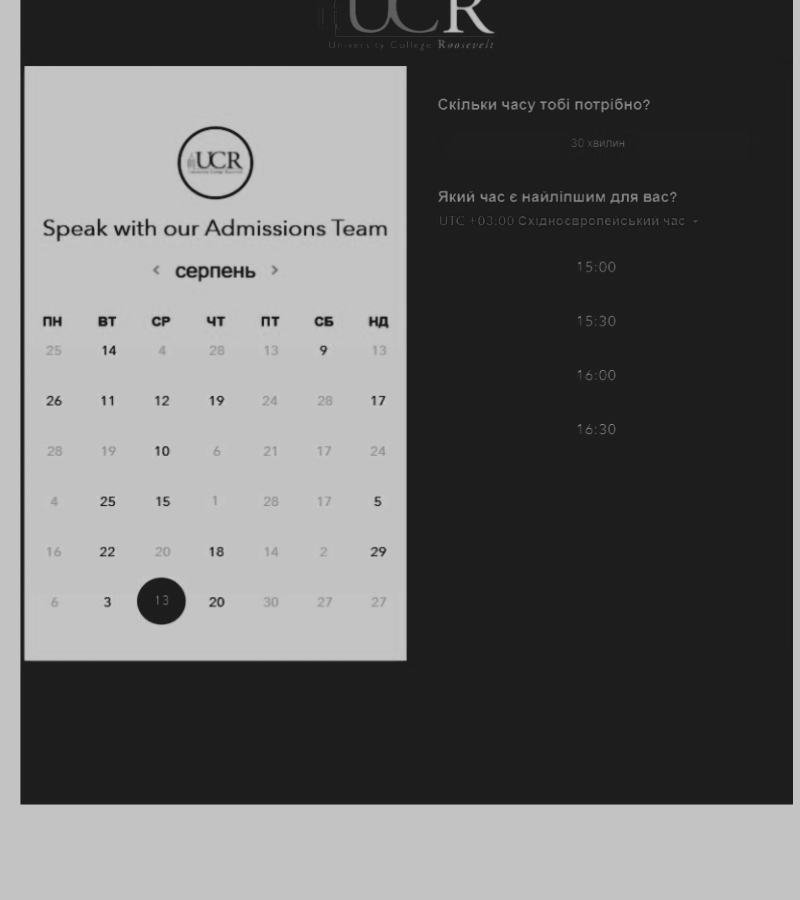 UCR
University College Roosevelt
UCR
Speak with our Admissions Team
< серпень >
ПН ВТ СР ЧТ ПТ СБ НД
25 14 4 28 13 9 13
26 11 12 19 24 28 17
28 19 10 6 21 17 24
4 25 15 1 28 17 5
16 22 20 18 14 2 29
6 3 13 20 30 27 27
Скільки часу тобі потрібно?
30 хвилин
Який час є найліпшим для вас?
UTC +03:00 Східноєвропейський час
15:00
15:30
16:00
16:30